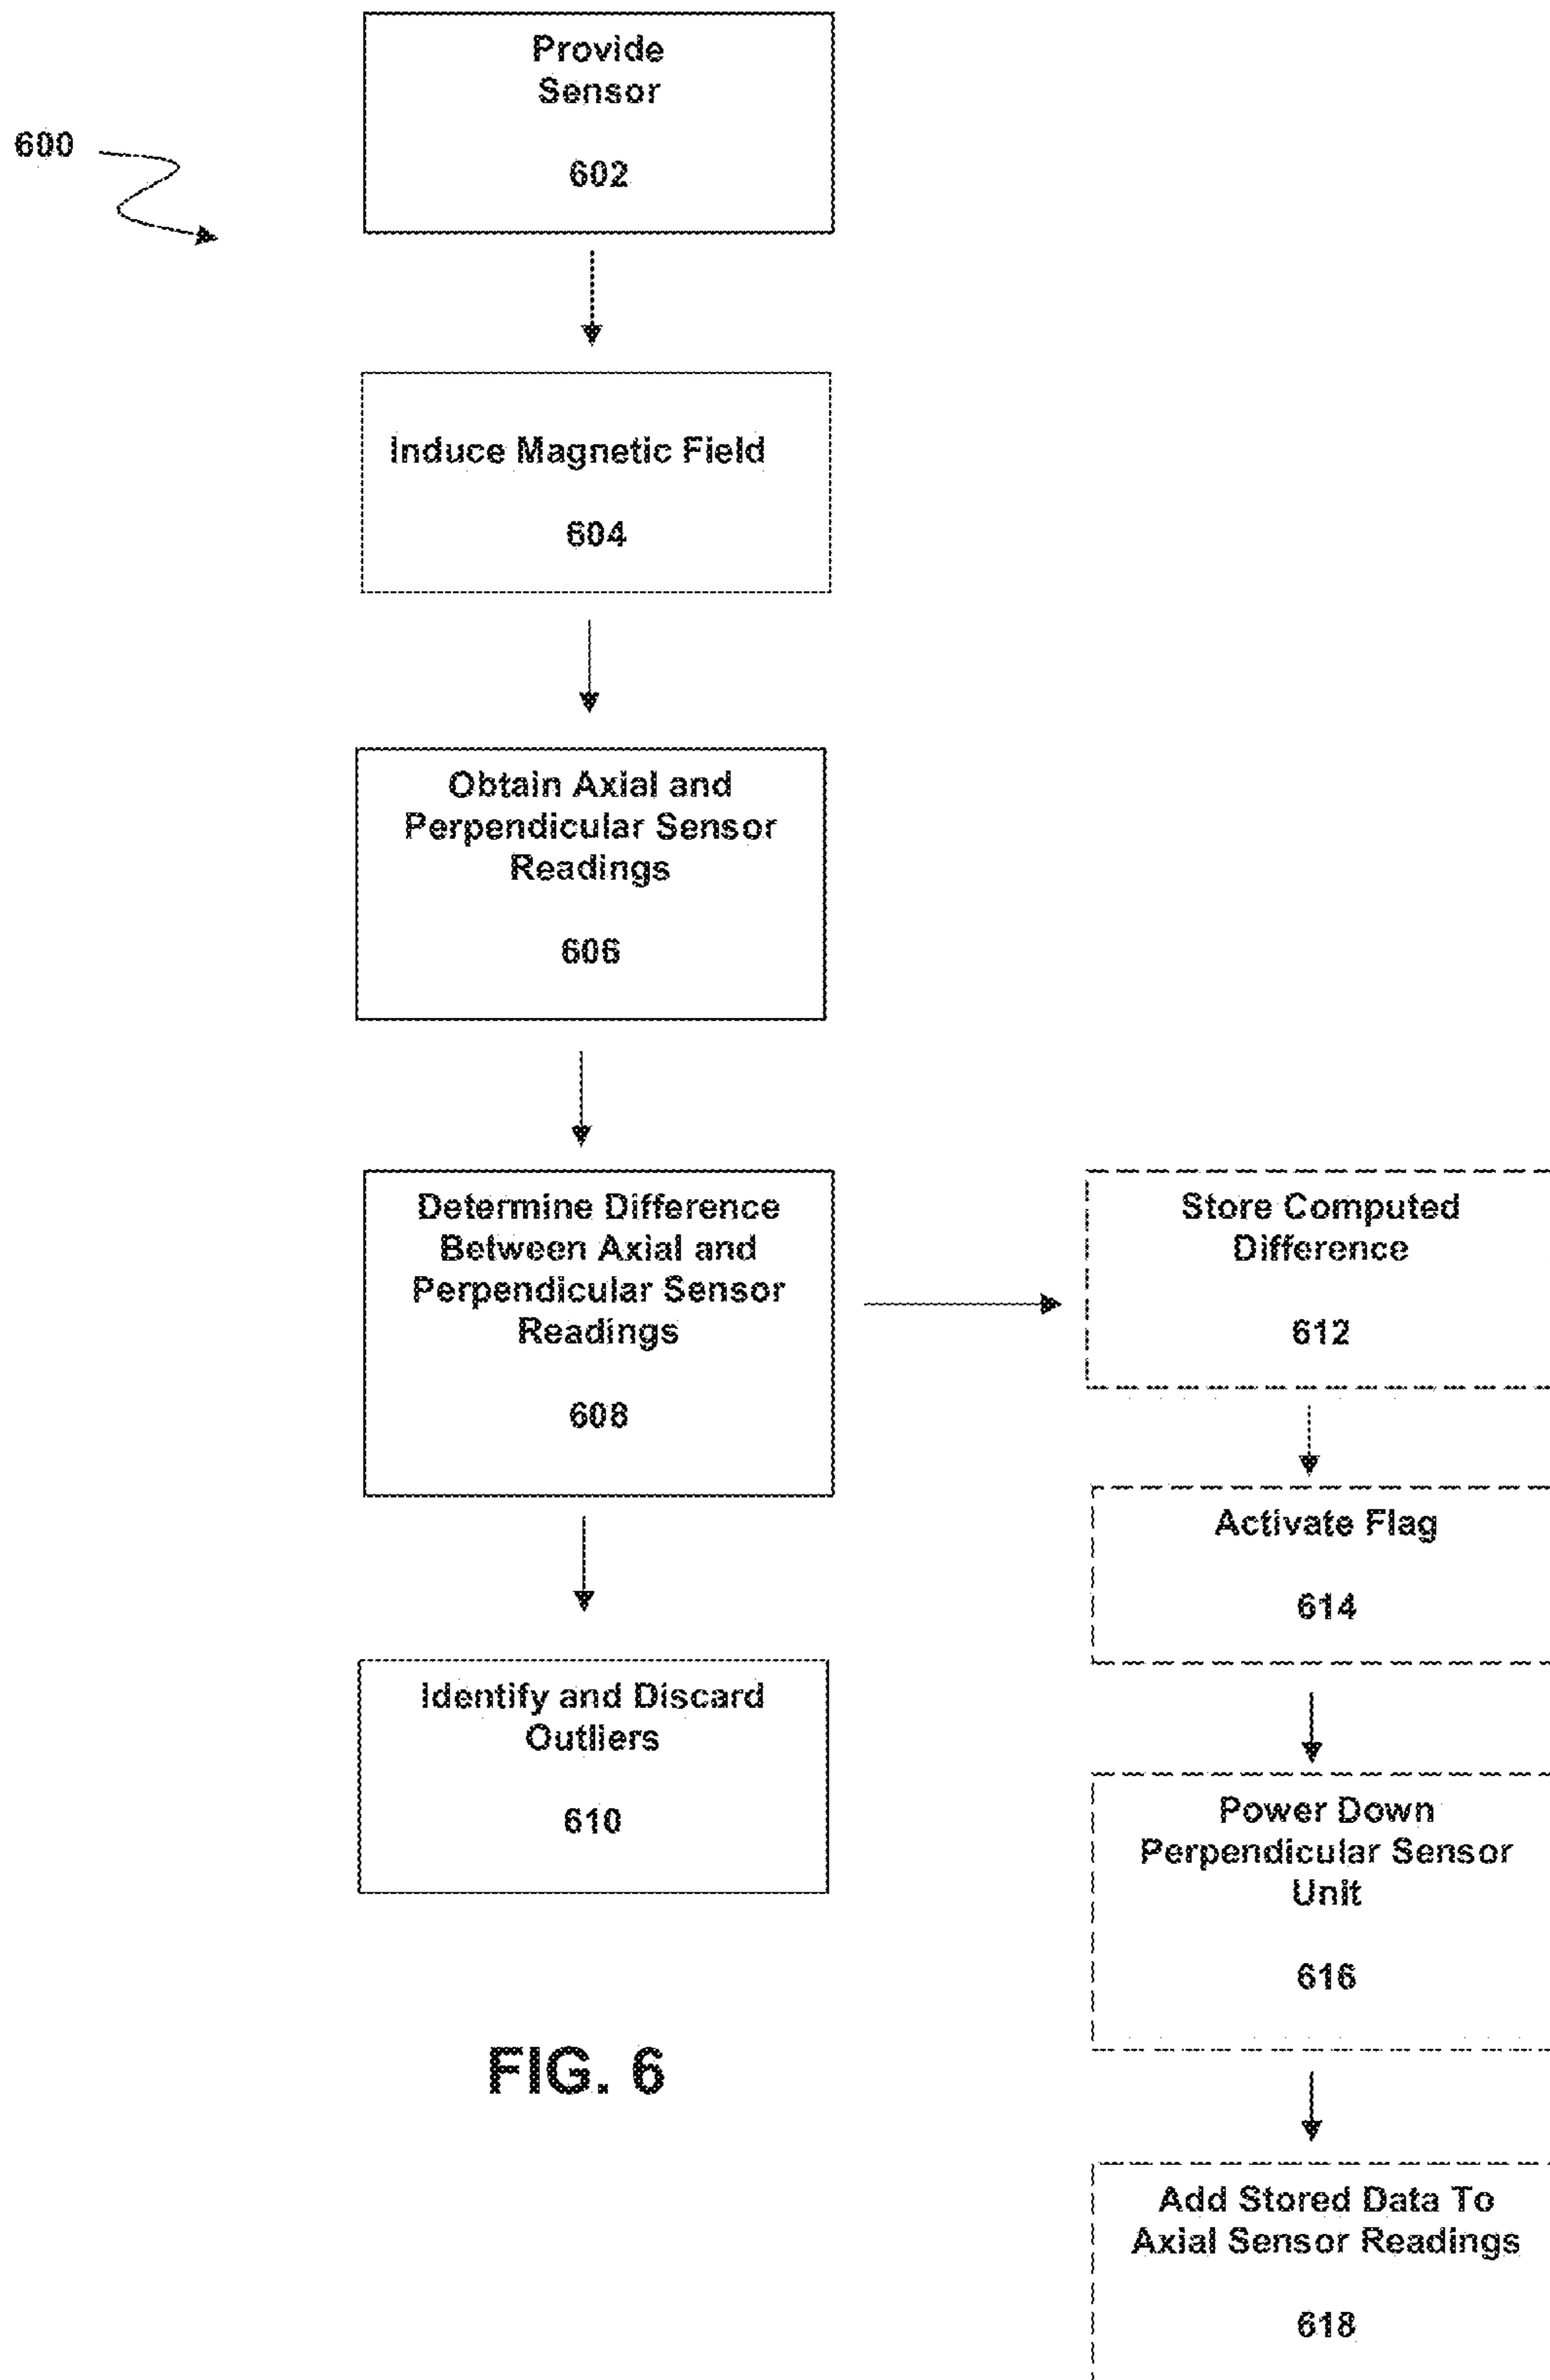 600
Provide
Sensor
602
Induce Magnetic Field
604
Obtain Axial and
Perpendicular Sensor
Readings
606
Determine Difference
Between Axial and
Perpendicular Sensor
Readings
608
Identify and Discard
Outliers
610
Store Computed
Difference
612
Activate Flag
614
Power Down
Perpendicular Sensor
Unit
616
Add Stored Data To
Axial Sensor Readings
618
FIG. 6